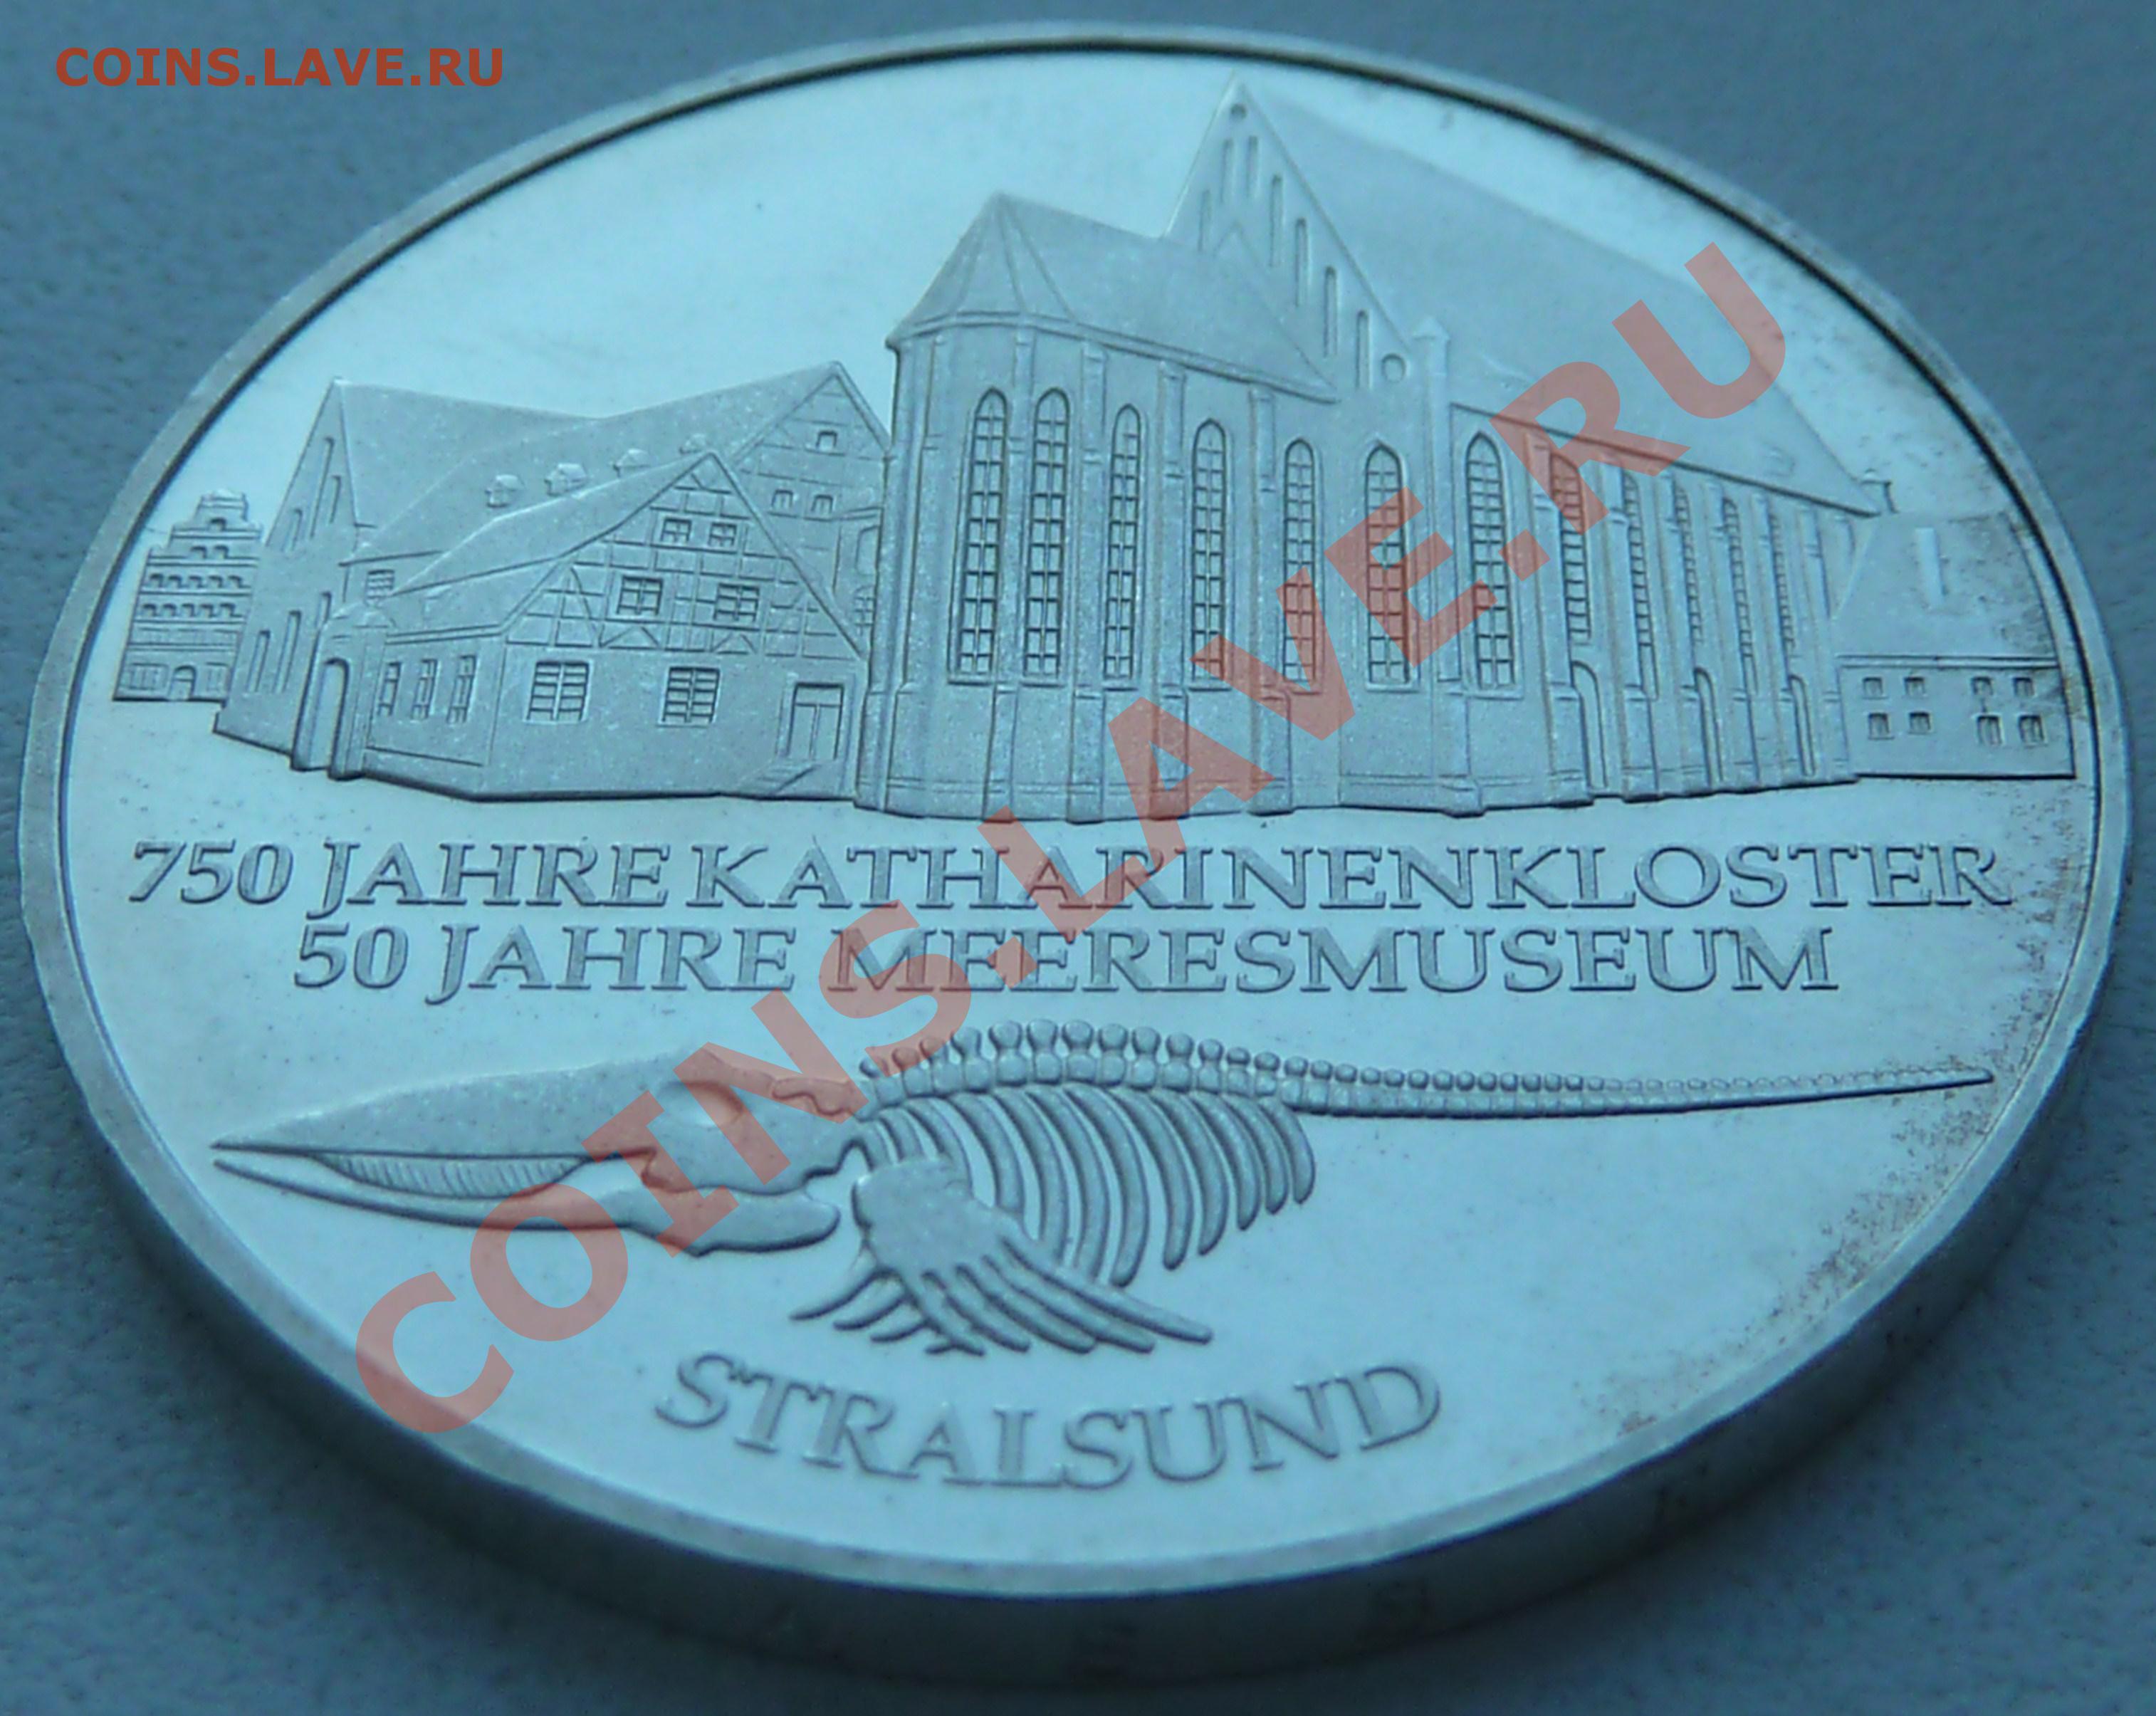 COINS.LAVE.RU
750 JAHRE KATHARINENKLOSTER
50 JAHRE MEERESMUSEUM
STRALSUND
COINS.LAVE.RU